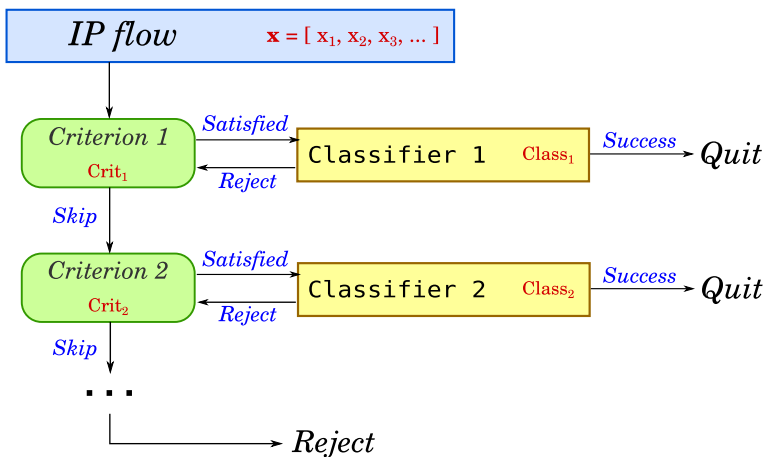 IP flow x = [ x₁, x₂, x₃, ... ]
Criterion 1
Crit₁
Satisfied
Reject
Classifier 1 Class₁
Success
Quit
Skip
Criterion 2
Crit₂
Satisfied
Reject
Classifier 2 Class₂
Success
Quit
Skip
...
Reject